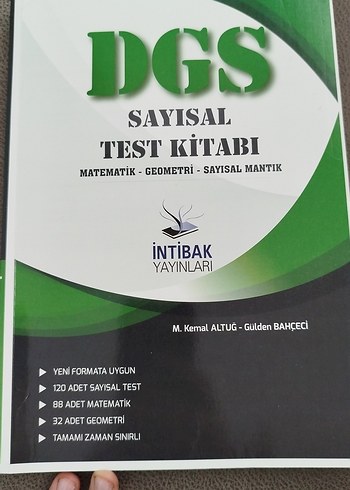 DGS
SAYISAL
TEST KİTABI
MATEMATİK - GEOMETRİ - SAYISAL MANTIK
İNTİBAK
YAYINLARI
M. Kemal ALTUĞ - Gülden BAHÇECİ
YENİ FORMATA UYGUN
120 ADET SAYISAL TEST
88 ADET MATEMATİK
32 ADET GEOMETRİ
TAMAMI ZAMAN SINIRLI